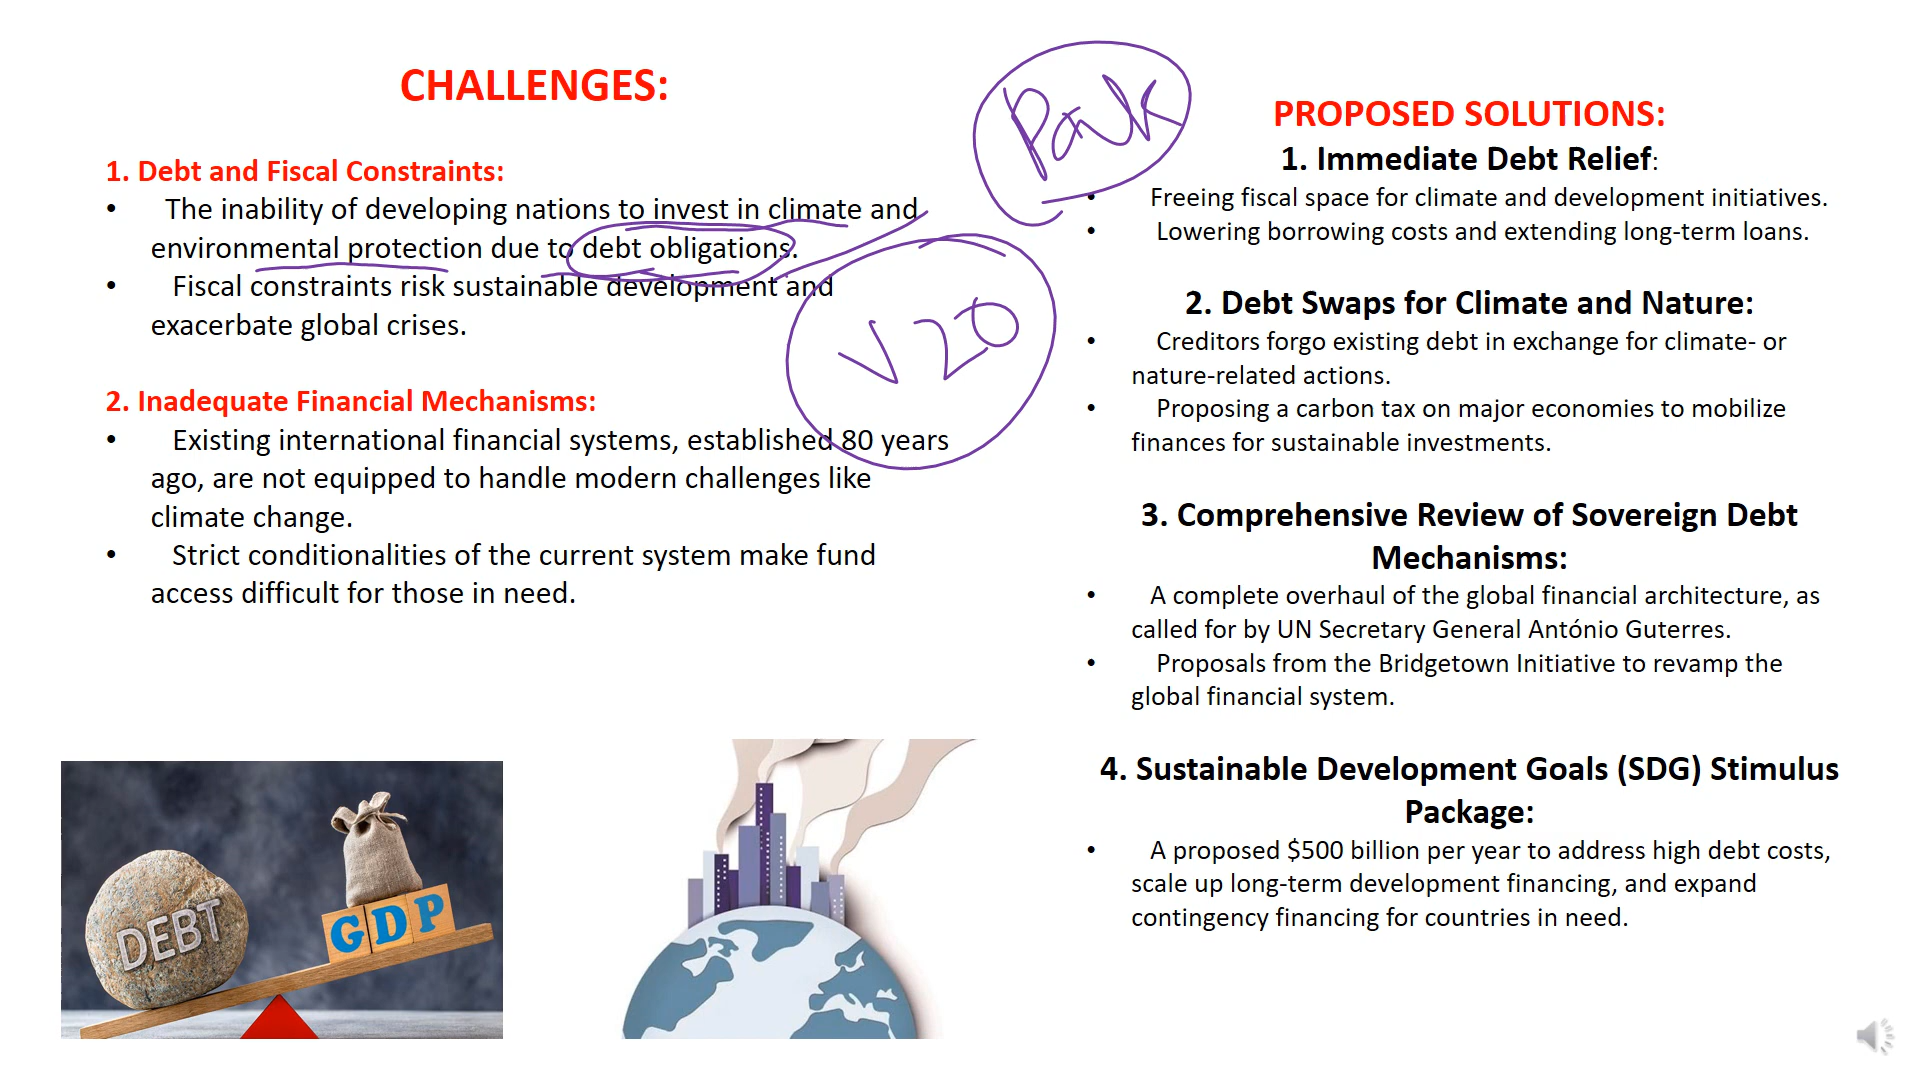 CHALLENGES:
1. Debt and Fiscal Constraints:
• The inability of developing nations to invest in climate and
environmental protection due to debt obligations.
• Fiscal constraints risk sustainable development and
exacerbate global crises.
2. Inadequate Financial Mechanisms:
• Existing international financial systems, established 80 years
ago, are not equipped to handle modern challenges like
climate change.
• Strict conditionalities of the current system make fund
access difficult for those in need.
Pak
V20
DEBT
GDP
PROPOSED SOLUTIONS:
1. Immediate Debt Relief:
• Freeing fiscal space for climate and development initiatives.
• Lowering borrowing costs and extending long-term loans.
2. Debt Swaps for Climate and Nature:
• Creditors forgo existing debt in exchange for climate- or
nature-related actions.
• Proposing a carbon tax on major economies to mobilize
finances for sustainable investments.
3. Comprehensive Review of Sovereign Debt
Mechanisms:
• A complete overhaul of the global financial architecture, as
called for by UN Secretary General António Guterres.
• Proposals from the Bridgetown Initiative to revamp the
global financial system.
4. Sustainable Development Goals (SDG) Stimulus
Package:
• A proposed $500 billion per year to address high debt costs,
scale up long-term development financing, and expand
contingency financing for countries in need.